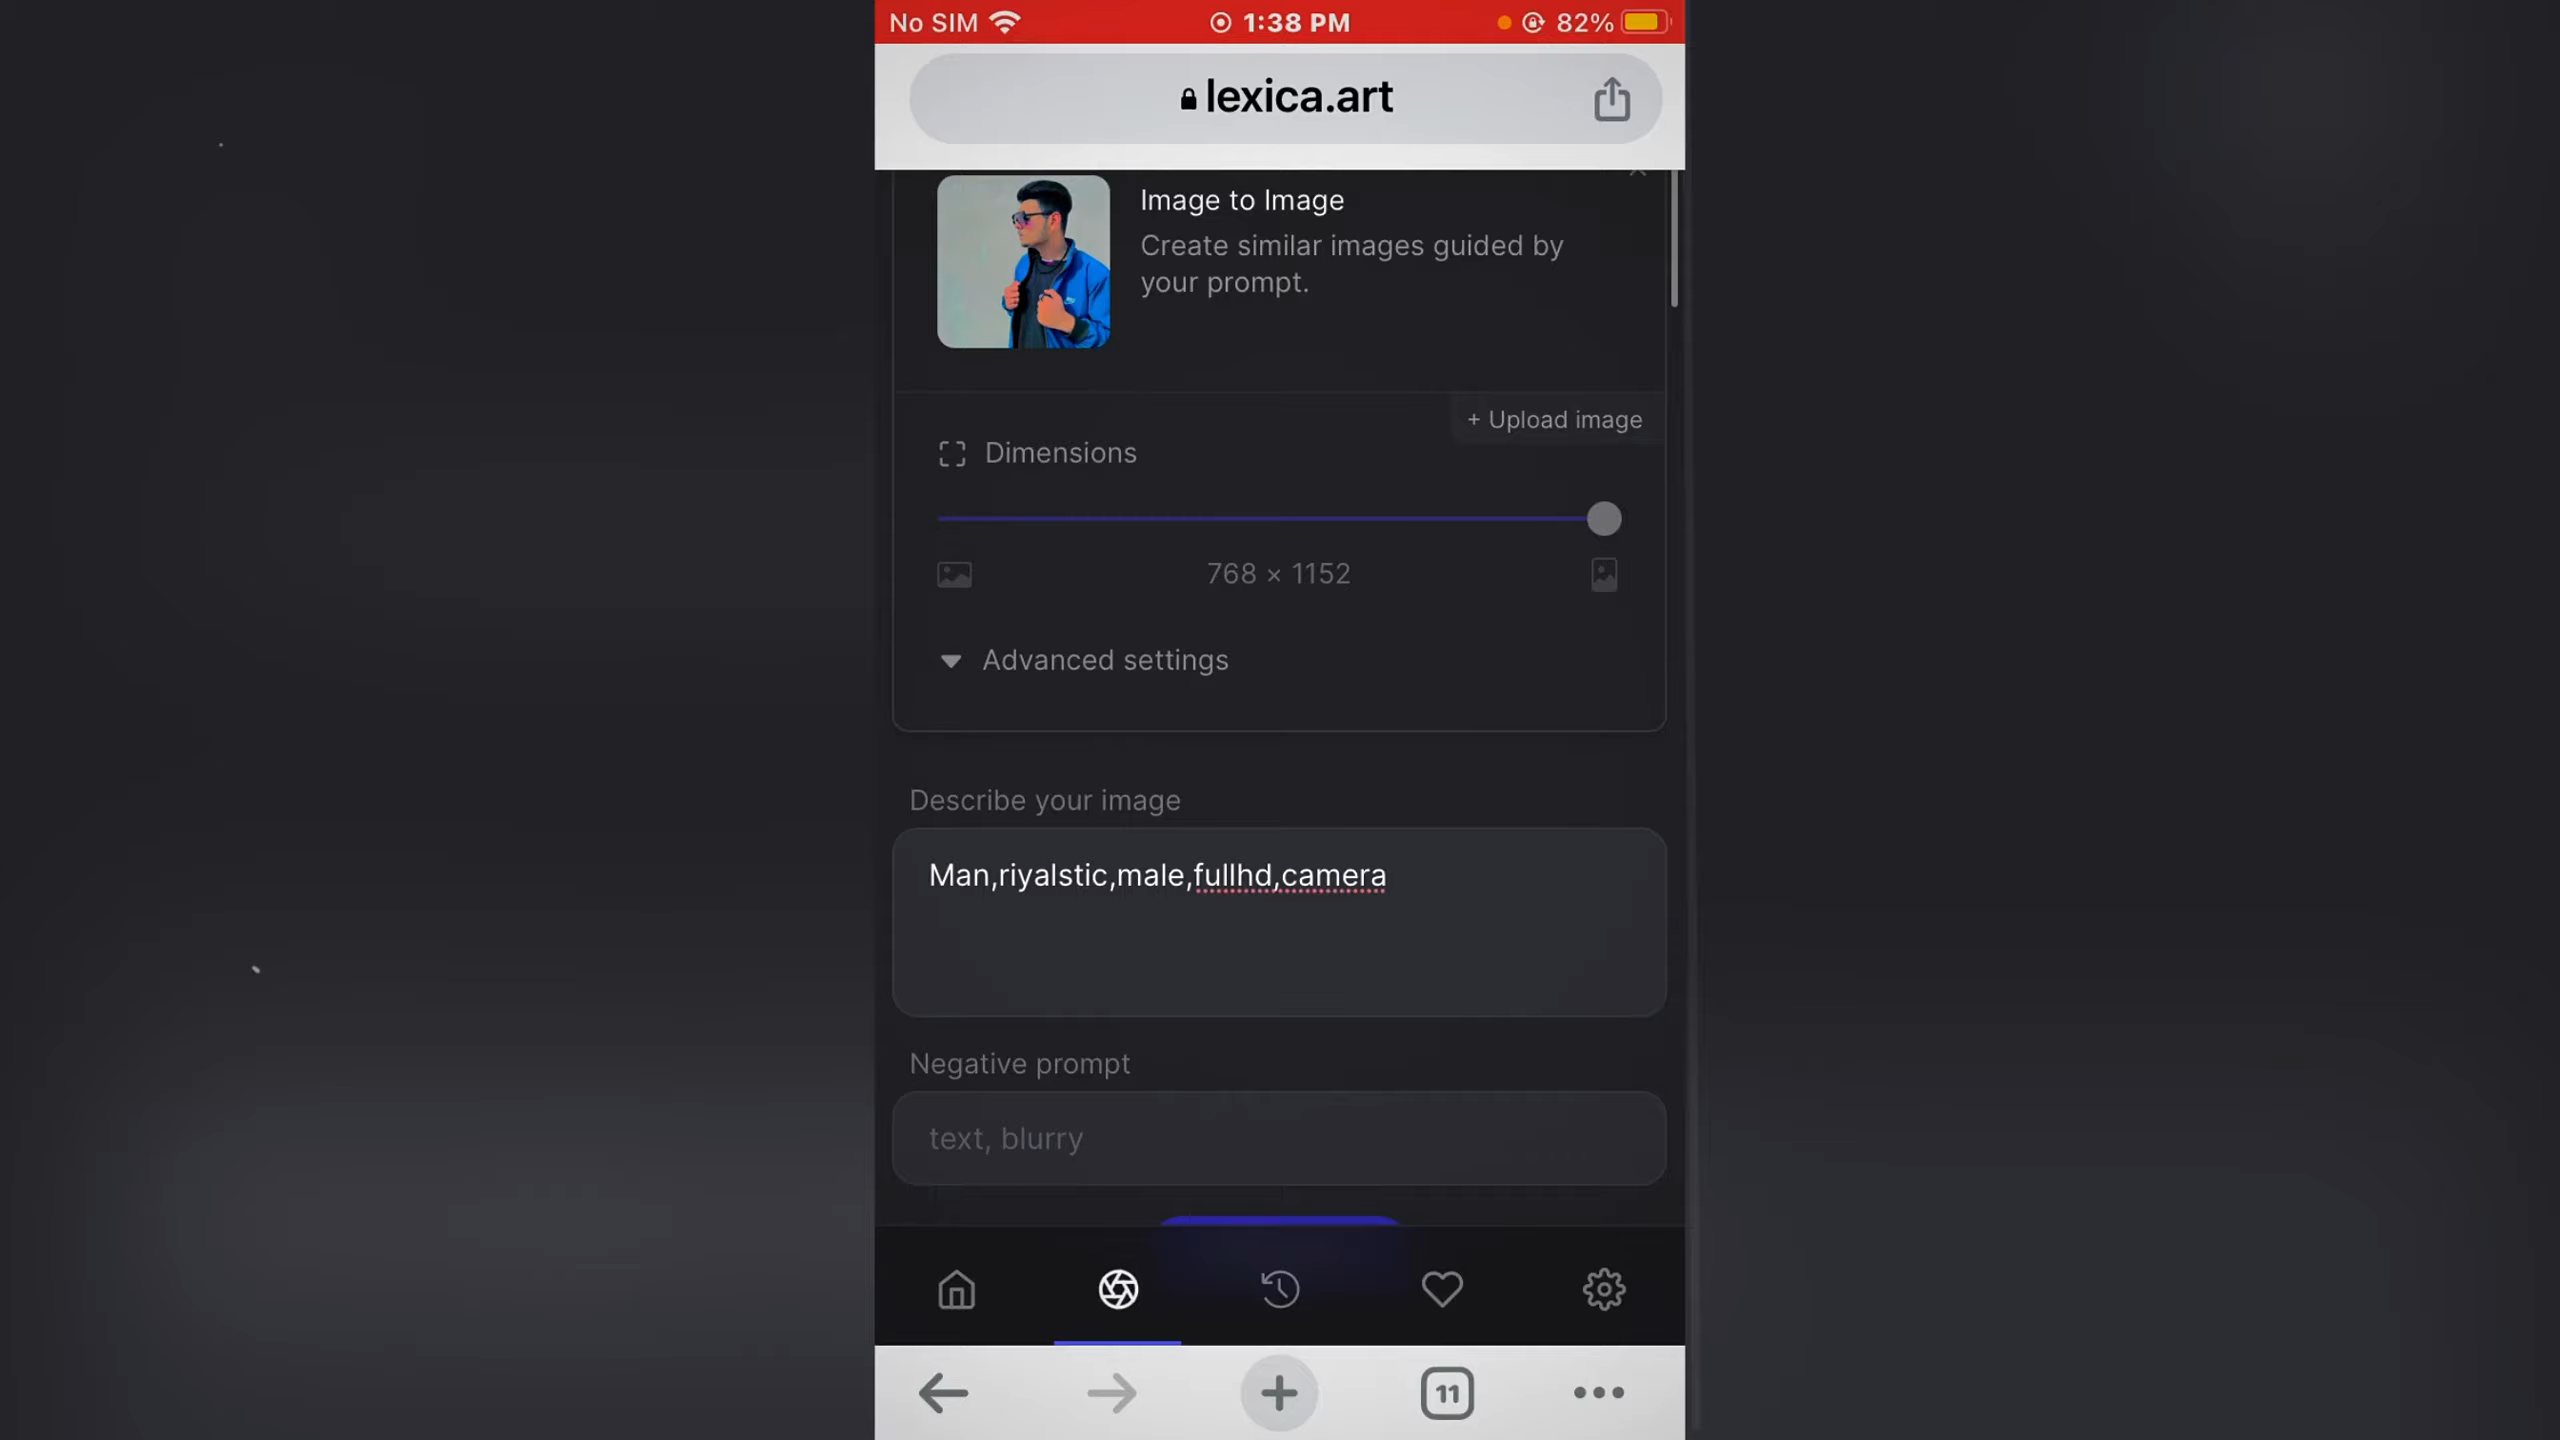 No SIM 1:38 PM 82%
lexica.art
Image to Image
Create similar images guided by
your prompt.
+ Upload image
Dimensions
768 × 1152
Advanced settings
Describe your image
Man,riyalstic,male,fullhd,camera
Negative prompt
text, blurry
11